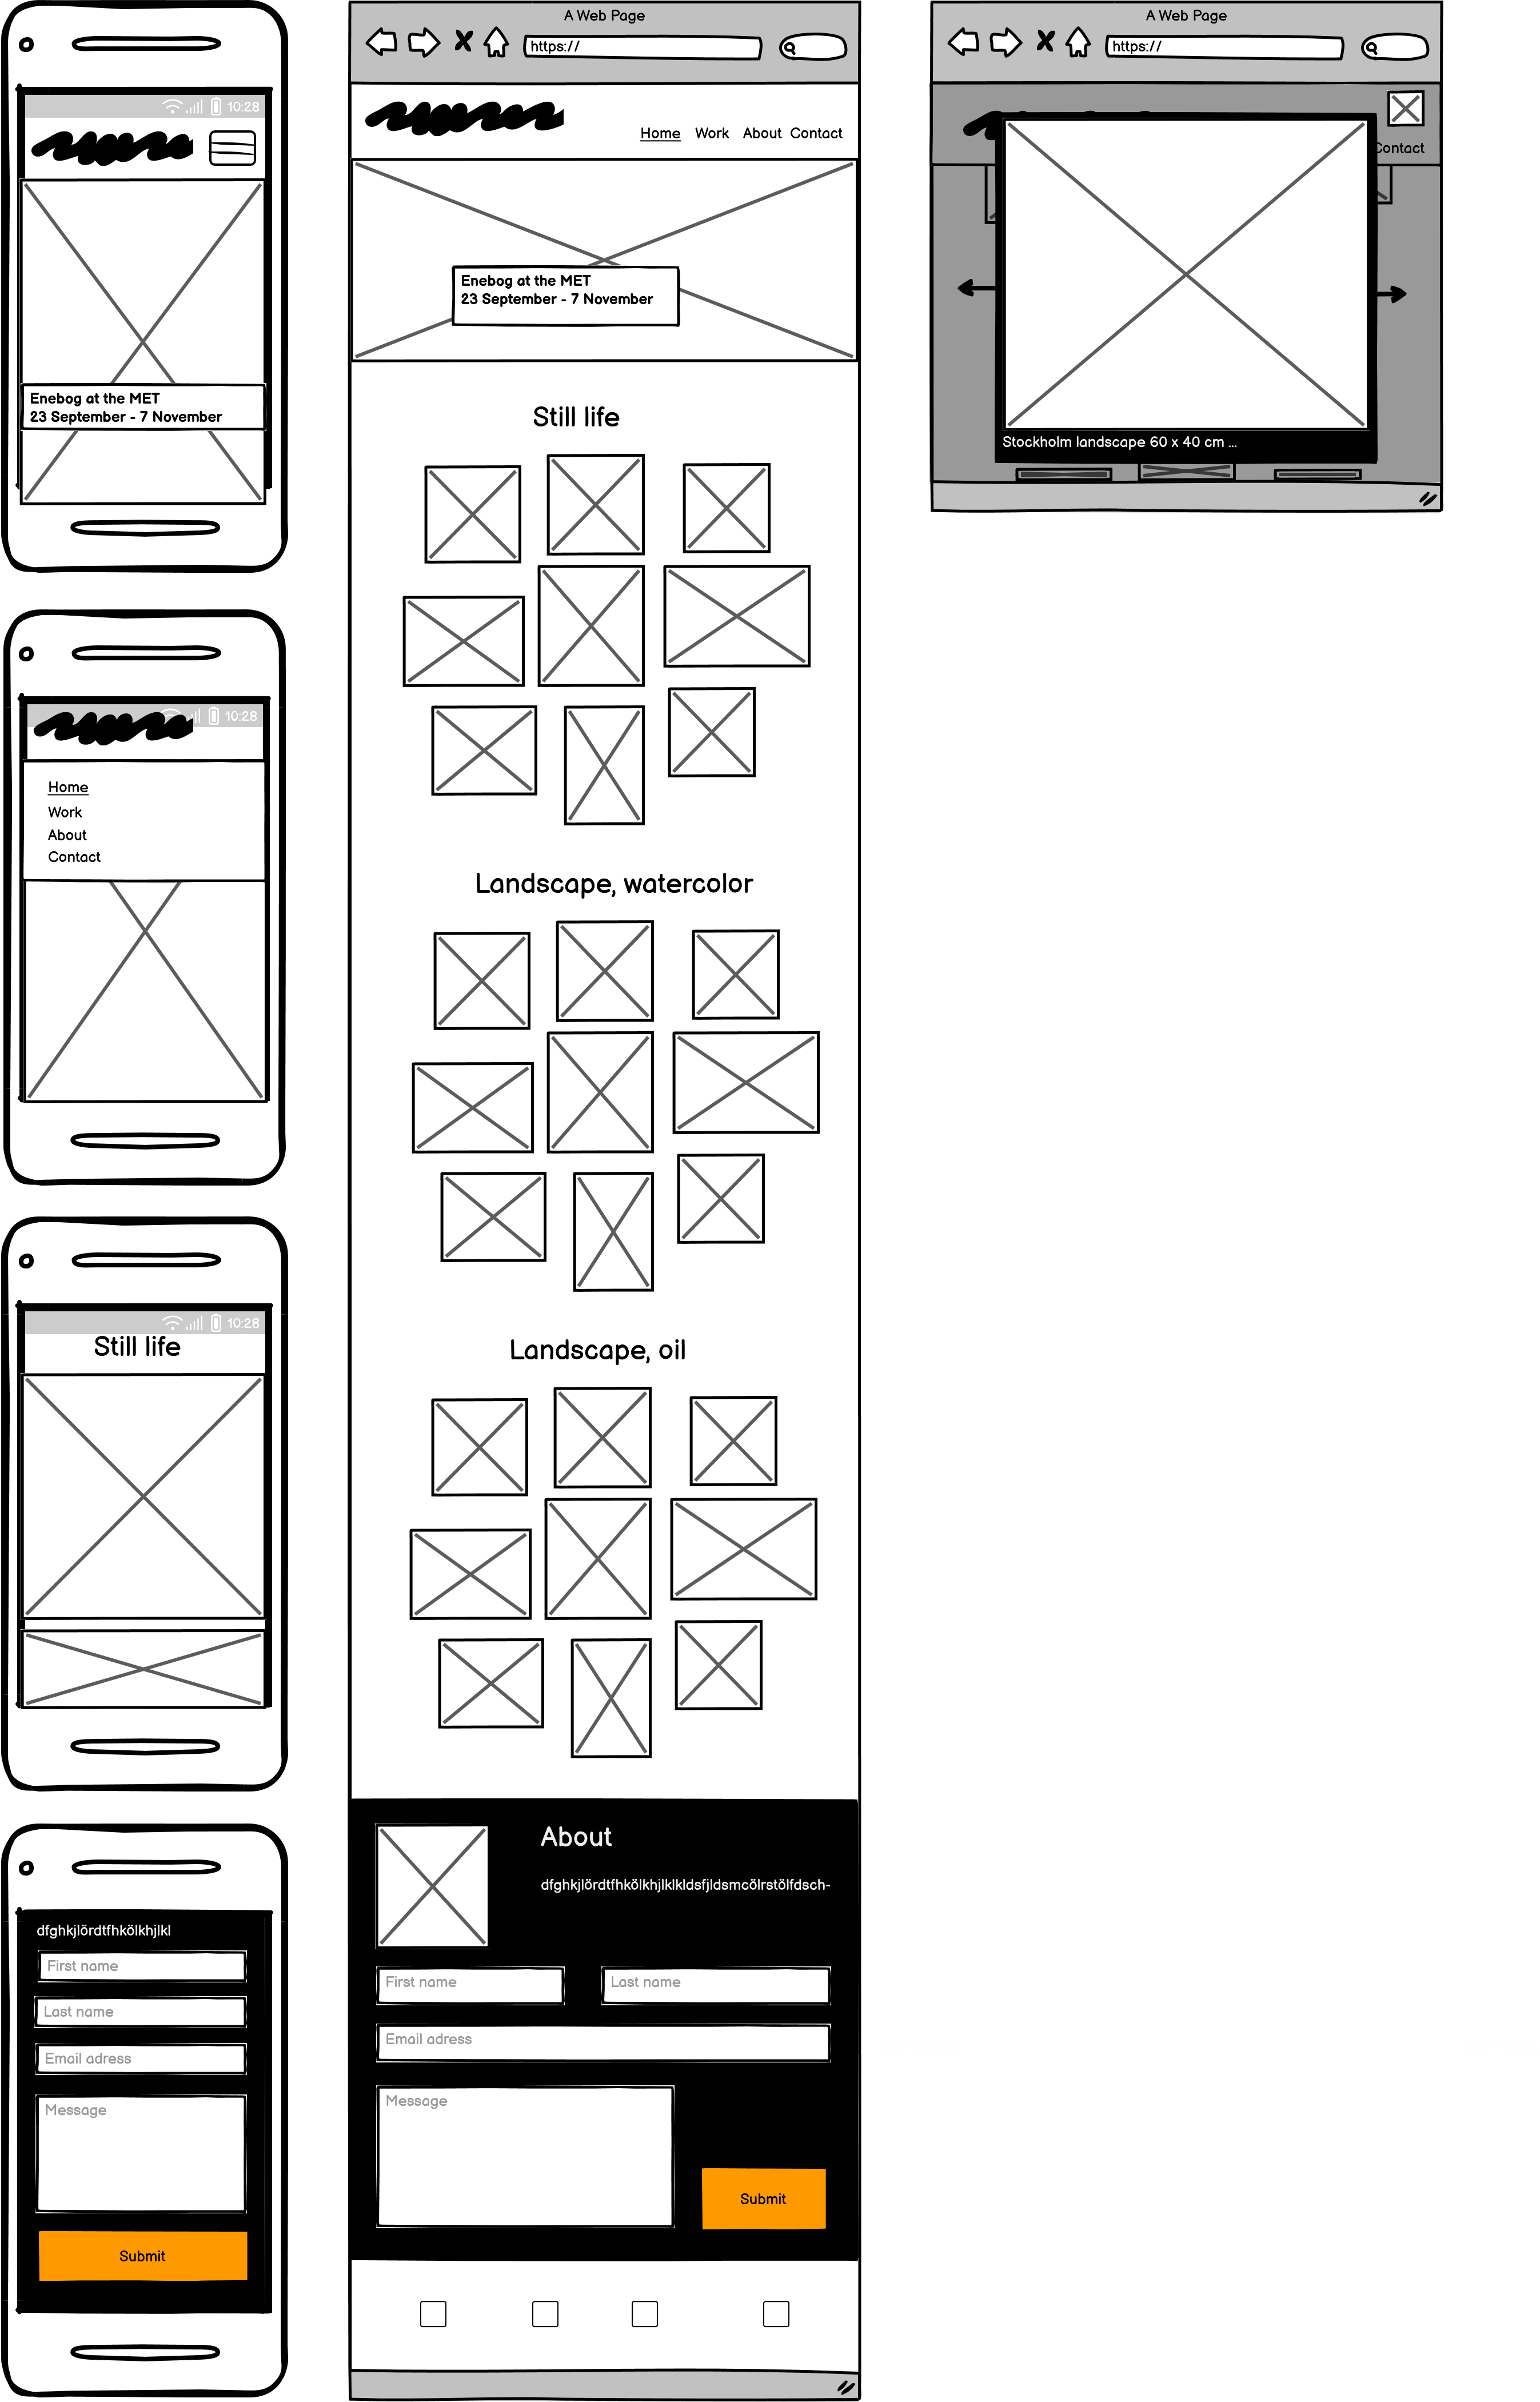 10:28
Enebog at the MET
23 September - 7 November
10:28
Home
Work
About
Contact
10:28
Still life
dfghkjlördtfhkölkhjlkl
First name
Last name
Email adress
Message
Submit
A Web Page
https://
Home Work About Contact
Enebog at the MET
23 September - 7 November
Still life
Landscape, watercolor
Landscape, oil
About
dfghkjlördtfhkölkhjlklkldsfjldsmcölrstölfdsch-
First name Last name
Email adress
Message
Submit
A Web Page
https://
Contact
Stockholm landscape 60 x 40 cm ...